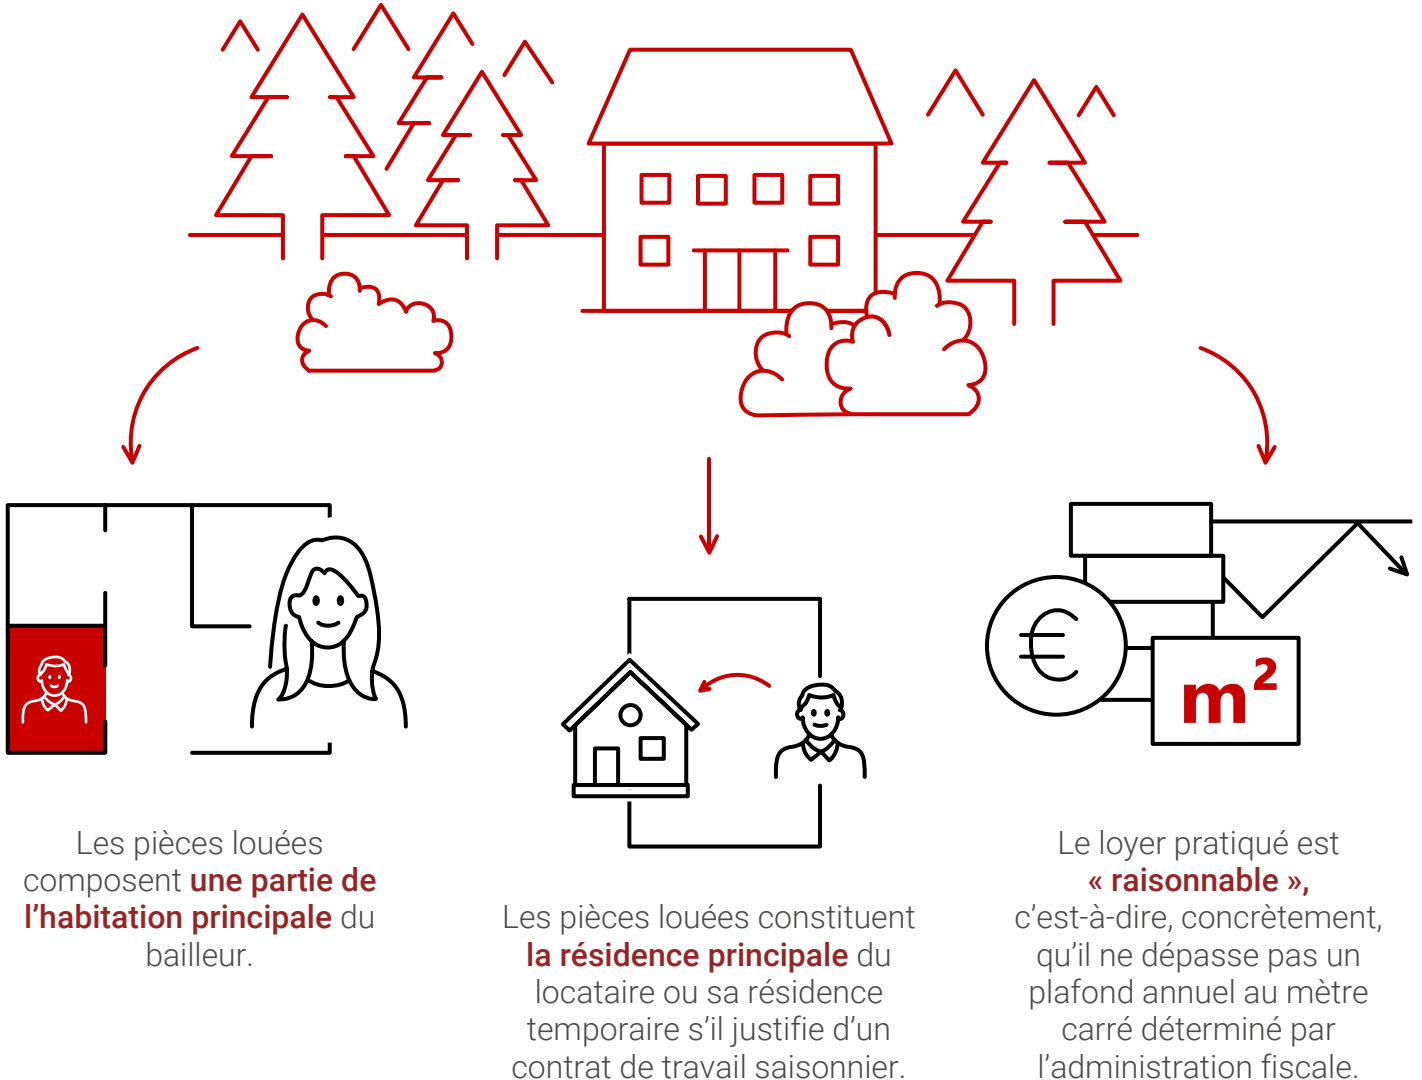 €
m²
Les pièces louées
composent une partie de
l’habitation principale du
bailleur.
Les pièces louées constituent
la résidence principale du
locataire ou sa résidence
temporaire s’il justifie d’un
contrat de travail saisonnier.
Le loyer pratiqué est
« raisonnable »,
c’est-à-dire, concrètement,
qu’il ne dépasse pas un
plafond annuel au mètre
carré déterminé par
l’administration fiscale.